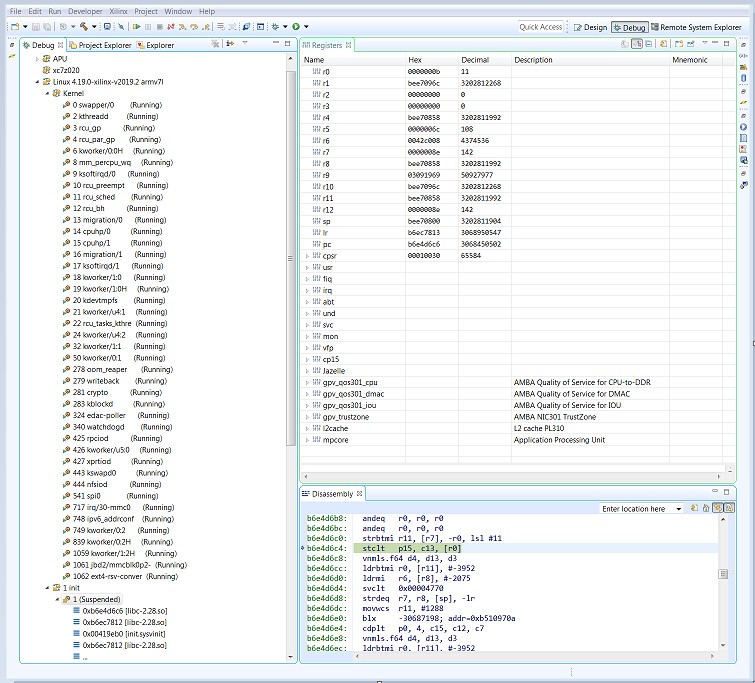 File Edit Run Developer Xilinx Project Window Help
Quick Access Design Debug Remote System Explorer
Debug Project Explorer Explorer
APU
xc7z020
Linux 4.19.0-xilinx-v2019.2 armv7l
Kernel
0 swapper/0 (Running)
2 kthreadd (Running)
3 rcu_gp (Running)
4 rcu_par_gp (Running)
6 kworker/0:0H (Running)
8 mm_percpu_wq (Running)
9 ksoftirqd/0 (Running)
10 rcu_preempt (Running)
11 rcu_sched (Running)
12 rcu_bh (Running)
13 migration/0 (Running)
14 cpuhp/0 (Running)
15 cpuhp/1 (Running)
16 migration/1 (Running)
17 ksoftirqd/1 (Running)
18 kworker/1:0 (Running)
19 kworker/1:0H (Running)
20 kdevtmpfs (Running)
21 kworker/u4:1 (Running)
22 rcu_tasks_kthre (Running)
24 kworker/u4:2 (Running)
32 kworker/1:1 (Running)
50 kworker/0:1 (Running)
278 oom_reaper (Running)
279 writeback (Running)
281 crypto (Running)
283 kblockd (Running)
324 edac-poller (Running)
340 watchdogd (Running)
425 rpciod (Running)
426 kworker/u5:0 (Running)
427 xprtiod (Running)
443 kswapd0 (Running)
444 nfsiod (Running)
541 spi0 (Running)
717 irq/30-mmc0 (Running)
748 ipv6_addrconf (Running)
749 kworker/0:2 (Running)
839 kworker/0:2H (Running)
1059 kworker/1:2H (Running)
1061 jbd2/mmcblk0p2- (Running)
1062 ext4-rsv-conver (Running)
1 init
1 (Suspended)
0xb6e4d6c6 [libc-2.28.so]
0xb6ec7812 [libc-2.28.so]
0x00419eb0 [init.sysvinit]
0xb6ec7812 [libc-2.28.so]
...
Registers
Name Hex Decimal Description Mnemonic
r0 0000000b 11
r1 bee7096c 3202812268
r2 00000000 0
r3 00000000 0
r4 bee70858 3202811992
r5 0000006c 108
r6 0042c008 4374536
r7 0000008e 142
r8 bee70858 3202811992
r9 03091969 50927977
r10 bee7096c 3202812268
r11 bee70858 3202811992
r12 0000008e 142
sp bee70800 3202811904
lr b6ec7813 3068950547
pc b6e4d6c6 3068450502
cpsr 00010030 65584
usr
fiq
irq
abt
und
svc
mon
vfp
cp15
Jazelle
gpv_qos301_cpu AMBA Quality of Service for CPU-to-DDR
gpv_qos301_dmac AMBA Quality of Service for DMAC
gpv_qos301_iou AMBA Quality of Service for IOU
gpv_trustzone AMBA NIC301 TrustZone
l2cache L2 cache PL310
mpcore Application Processing Unit
Disassembly
Enter location here
b6e4d6b8: andeq r0, r0, r0
b6e4d6bc: andeq r0, r0, r0
b6e4d6c0: strbtmi r11, [r7], -r0, lsl #11
b6e4d6c4: stclt p15, c13, [r0]
b6e4d6c8: vnmls.f64 d4, d13, d3
b6e4d6cc: ldrbtmi r0, [r11], #-3952
b6e4d6d0: ldrmi r6, [r8], #-2075
b6e4d6d4: svclt 0x00004770
b6e4d6d8: strdeq r7, r8, [sp], -lr
b6e4d6dc: movwcs r11, #1288
b6e4d6e0: blx -30687198; addr=0xb510970a
b6e4d6e4: cdplt p0, 4, c15, c12, c7
b6e4d6e8: vnmls.f64 d4, d13, d3
b6e4d6ec: ldrbtmi r0, [r11], #-3952